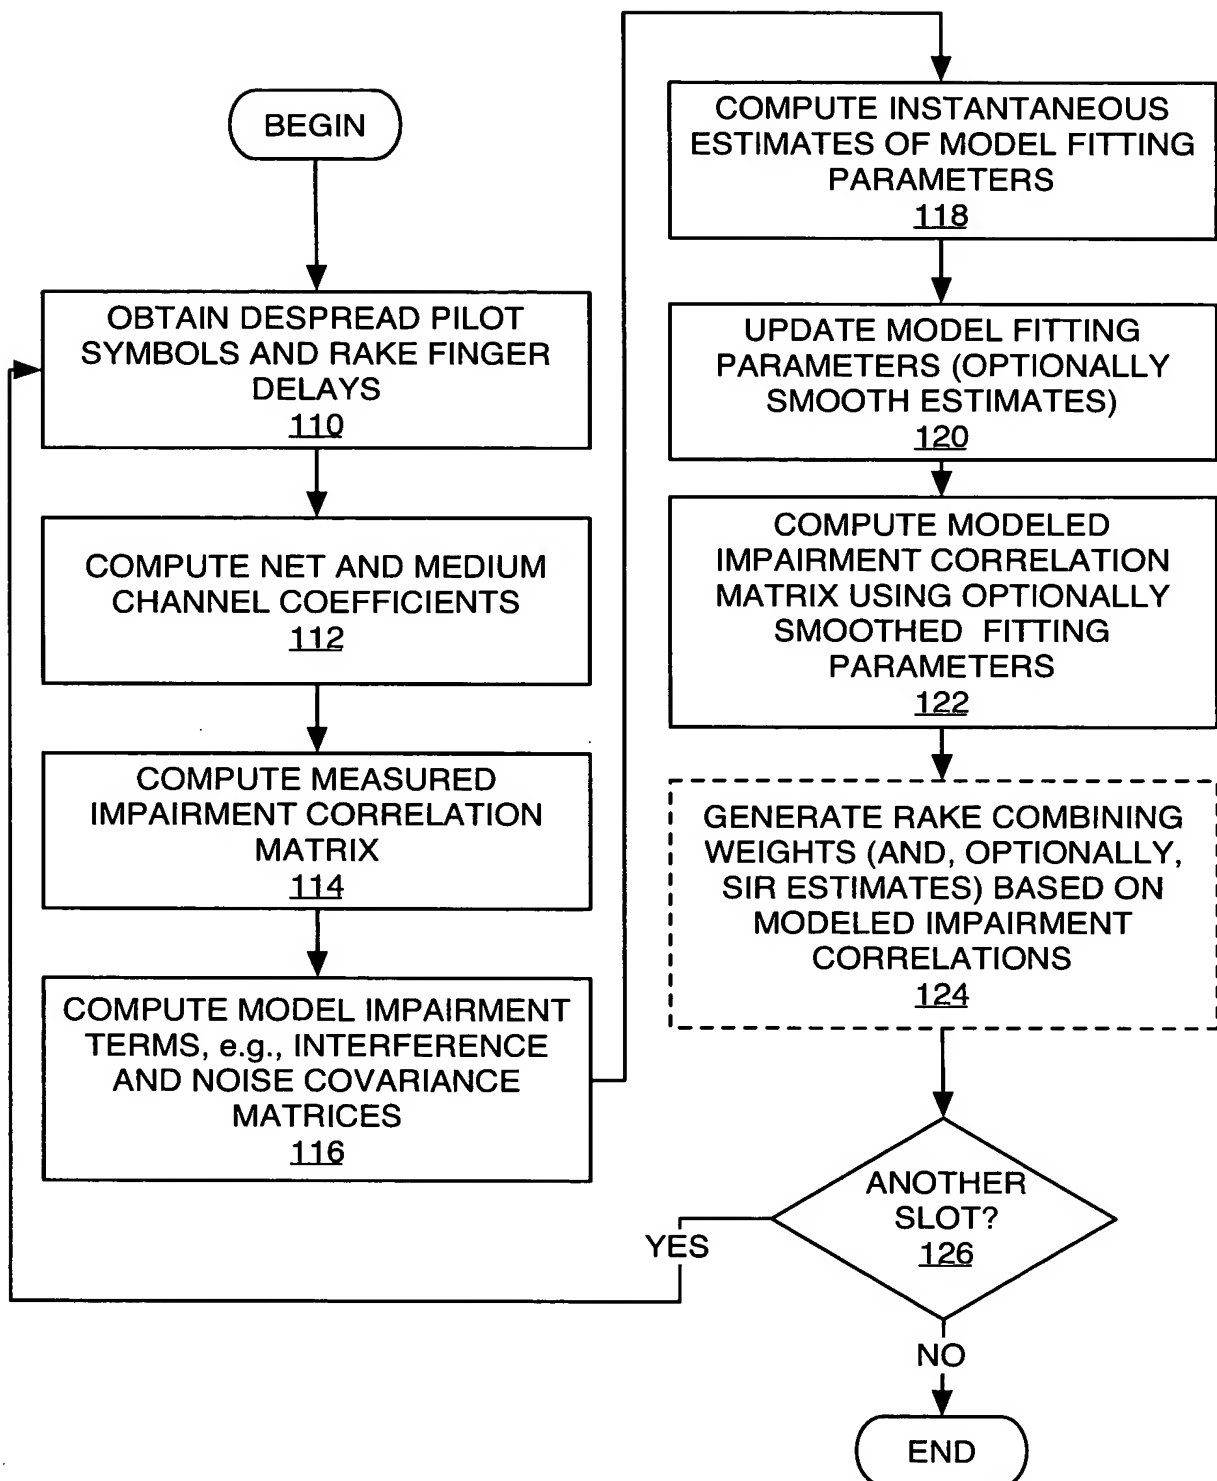 BEGIN
OBTAIN DESPREAD PILOT
SYMBOLS AND RAKE FINGER
DELAYS
110
COMPUTE NET AND MEDIUM
CHANNEL COEFFICIENTS
112
COMPUTE MEASURED
IMPAIRMENT CORRELATION
MATRIX
114
COMPUTE MODEL IMPAIRMENT
TERMS, e.g., INTERFERENCE
AND NOISE COVARIANCE
MATRICES
116
COMPUTE INSTANTANEOUS
ESTIMATES OF MODEL FITTING
PARAMETERS
118
UPDATE MODEL FITTING
PARAMETERS (OPTIONALLY
SMOOTH ESTIMATES)
120
COMPUTE MODELED
IMPAIRMENT CORRELATION
MATRIX USING OPTIONALLY
SMOOTHED FITTING
PARAMETERS
122
GENERATE RAKE COMBINING
WEIGHTS (AND, OPTIONALLY,
SIR ESTIMATES) BASED ON
MODELED IMPAIRMENT
CORRELATIONS
124
ANOTHER
SLOT?
126
YES
NO
END